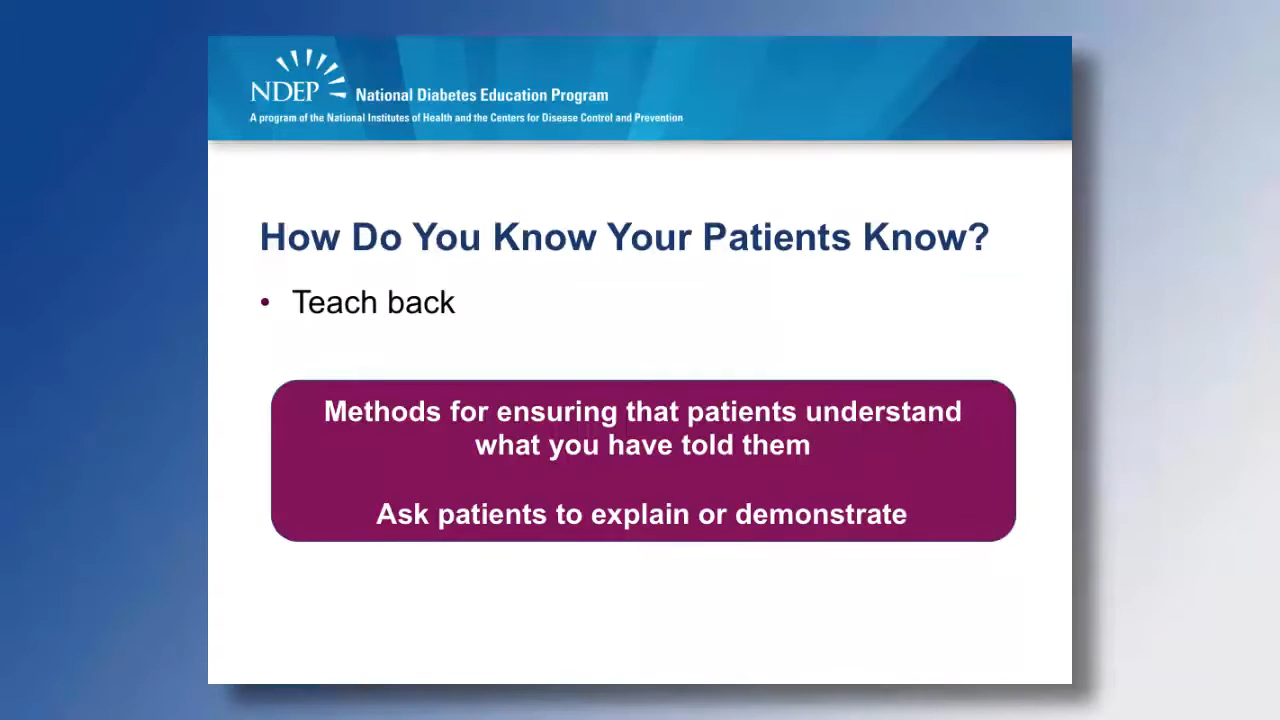 NDEP National Diabetes Education Program
A program of the National Institutes of Health and the Centers for Disease Control and Prevention
How Do You Know Your Patients Know?
• Teach back
Methods for ensuring that patients understand
what you have told them
Ask patients to explain or demonstrate